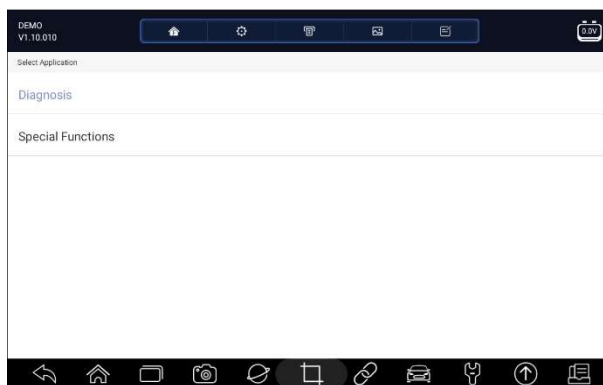 DEMO
V1.10.010
0.0V
Select Application
Diagnosis
Special Functions